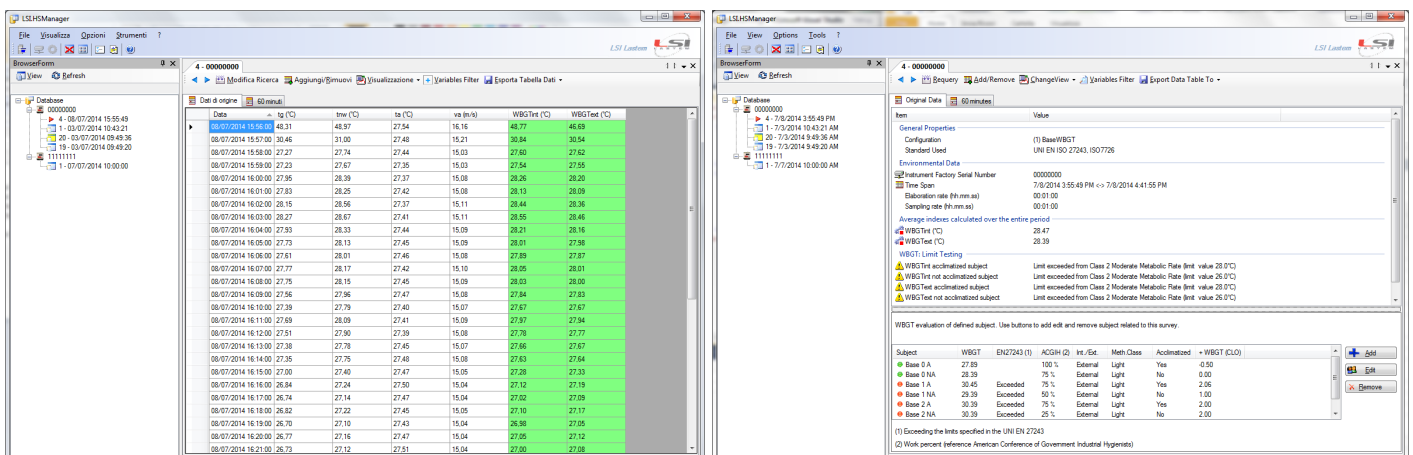 LSI.HSManager
File Visualizza Opzioni Strumenti ?
LSI Lastem LSI
BrowserForm
View Refresh
Database
00000000
4 - 08/07/2014 15:55:49
1 - 03/07/2014 10:43:21
20 - 03/07/2014 09:49:36
19 - 03/07/2014 09:49:20
11111111
1 - 07/07/2014 10:00:00
4 - 00000000
Modifica Ricerca Aggiungi/Rimuovi Visualizzazione Variables Filter Esporta Tabella Dati
Dati di origine 60 minuti
Data tg (°C) tnw (°C) ta (°C) va (m/s) WBGTint (°C) WBGText (°C)
08/07/2014 15:56:00 48,31 48,97 27,54 16,16 48,77 46,69
08/07/2014 15:57:00 30,46 31,00 27,48 15,21 30,84 30,54
08/07/2014 15:58:00 27,27 27,74 27,44 15,03 27,60 27,62
08/07/2014 15:59:00 27,23 27,67 27,35 15,03 27,54 27,55
08/07/2014 16:00:00 27,95 28,39 27,37 15,08 28,26 28,20
08/07/2014 16:01:00 27,83 28,25 27,42 15,08 28,13 28,09
08/07/2014 16:02:00 28,15 28,56 27,37 15,11 28,44 28,36
08/07/2014 16:03:00 28,27 28,67 27,41 15,11 28,55 28,46
08/07/2014 16:04:00 27,93 28,33 27,44 15,09 28,21 28,16
08/07/2014 16:05:00 27,73 28,13 27,45 15,09 28,01 27,98
08/07/2014 16:06:00 27,61 28,01 27,46 15,08 27,89 27,87
08/07/2014 16:07:00 27,77 28,17 27,42 15,10 28,05 28,01
08/07/2014 16:08:00 27,75 28,15 27,45 15,09 28,03 28,00
08/07/2014 16:09:00 27,56 27,96 27,47 15,08 27,84 27,83
08/07/2014 16:10:00 27,39 27,79 27,40 15,07 27,67 27,67
08/07/2014 16:11:00 27,69 28,09 27,41 15,09 27,97 27,94
08/07/2014 16:12:00 27,51 27,90 27,39 15,08 27,78 27,77
08/07/2014 16:13:00 27,38 27,78 27,45 15,07 27,66 27,67
08/07/2014 16:14:00 27,35 27,75 27,48 15,08 27,63 27,64
08/07/2014 16:15:00 27,00 27,40 27,47 15,05 27,28 27,33
08/07/2014 16:16:00 26,84 27,24 27,50 15,04 27,12 27,19
08/07/2014 16:17:00 26,74 27,14 27,47 15,04 27,02 27,09
08/07/2014 16:18:00 26,82 27,22 27,45 15,05 27,10 27,17
08/07/2014 16:19:00 26,70 27,10 27,43 15,04 26,98 27,05
08/07/2014 16:20:00 26,77 27,16 27,47 15,04 27,05 27,12
08/07/2014 16:21:00 26,73 27,12 27,51 15,04 27,00 27,08
LSI.HSManager
File View Options Tools ?
LSI Lastem LSI
BrowserForm
View Refresh
Database
00000000
4 - 7/8/2014 3:55:49 PM
1 - 7/3/2014 10:43:21 AM
20 - 7/3/2014 9:49:36 AM
19 - 7/3/2014 9:49:20 AM
11111111
1 - 7/7/2014 10:00:00 AM
4 - 00000000
Requery Add/Remove ChangeView Variables Filter Export Data Table To
Original Data 60 minutes
Item Value
General Properties
Configuration (1) BaseWBGT
Standard Used UNI EN ISO 27243, ISO7726
Environmental Data
Instrument Factory Serial Number 00000000
Time Span 7/8/2014 3:55:49 PM <-> 7/8/2014 4:41:55 PM
Elaboration rate (hh.mm.ss) 00:01:00
Sampling rate (hh.mm.ss) 00:01:00
Average indexes calculated over the entire period
WBGTint (°C) 28.47
WBGText (°C) 28.39
WBGT: Limit Testing
WBGTint acclimatized subject Limit exceeded from Class 2 Moderate Metabolic Rate (limit value 28.0°C)
WBGTint not acclimatized subject Limit exceeded from Class 2 Moderate Metabolic Rate (limit value 26.0°C)
WBGText acclimatized subject Limit exceeded from Class 2 Moderate Metabolic Rate (limit value 28.0°C)
WBGText not acclimatized subject Limit exceeded from Class 2 Moderate Metabolic Rate (limit value 26.0°C)
WBGT evaluation of defined subject. Use buttons to add edit and remove subject related to this survey.
Subject WBGT EN27243 (1) ACGIH (2) Int./Ext. Meth.Class Acclimatized + WBGT (CLO)
Base 0 A 27.89 100 % External Light Yes -0.50
Base 0 NA 28.39 75 % External Light No 0.00
Base 1 A 30.45 Exceeded 75 % External Light Yes 2.06
Base 1 NA 29.39 Exceeded 50 % External Light No 1.00
Base 2 A 30.39 Exceeded 75 % External Light Yes 2.00
Base 2 NA 30.39 Exceeded 25 % External Light No 2.00
Add
Edit
Remove
(1) Exceeding the limits specified in the UNI EN 27243
(2) Work percent (reference American Conference of Government Industrial Hygienists)